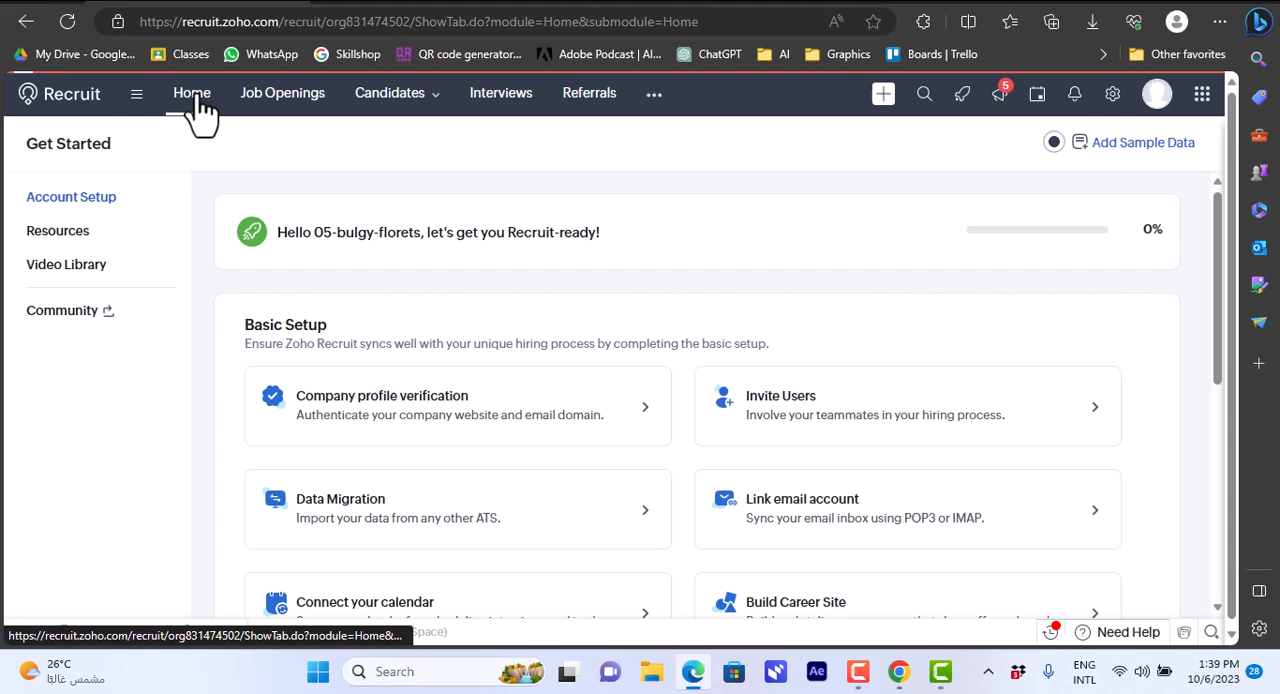 https://recruit.zoho.com/recruit/org831474502/ShowTab.do?module=Home&submodule=Home
My Drive - Google...
Classes
WhatsApp
Skillshop
QR code generator...
Adobe Podcast | AI...
ChatGPT
AI
Graphics
Boards | Trello
Other favorites
Recruit
Home
Job Openings
Candidates
Interviews
Referrals
5
Get Started
Add Sample Data
Account Setup
Resources
Video Library
Community
Hello 05-bulgy-florets, let's get you Recruit-ready!
0%
Basic Setup
Ensure Zoho Recruit syncs well with your unique hiring process by completing the basic setup.
Company profile verification
Authenticate your company website and email domain.
Invite Users
Involve your teammates in your hiring process.
Data Migration
Import your data from any other ATS.
Link email account
Sync your email inbox using POP3 or IMAP.
Connect your calendar
Build Career Site
https://recruit.zoho.com/recruit/org831474502/ShowTab.do?module=Home&...
Space)
Need Help
26°C
مشمس غالبًا
Search
Ae
3
ENG
INTL
1:39 PM
10/6/2023
28